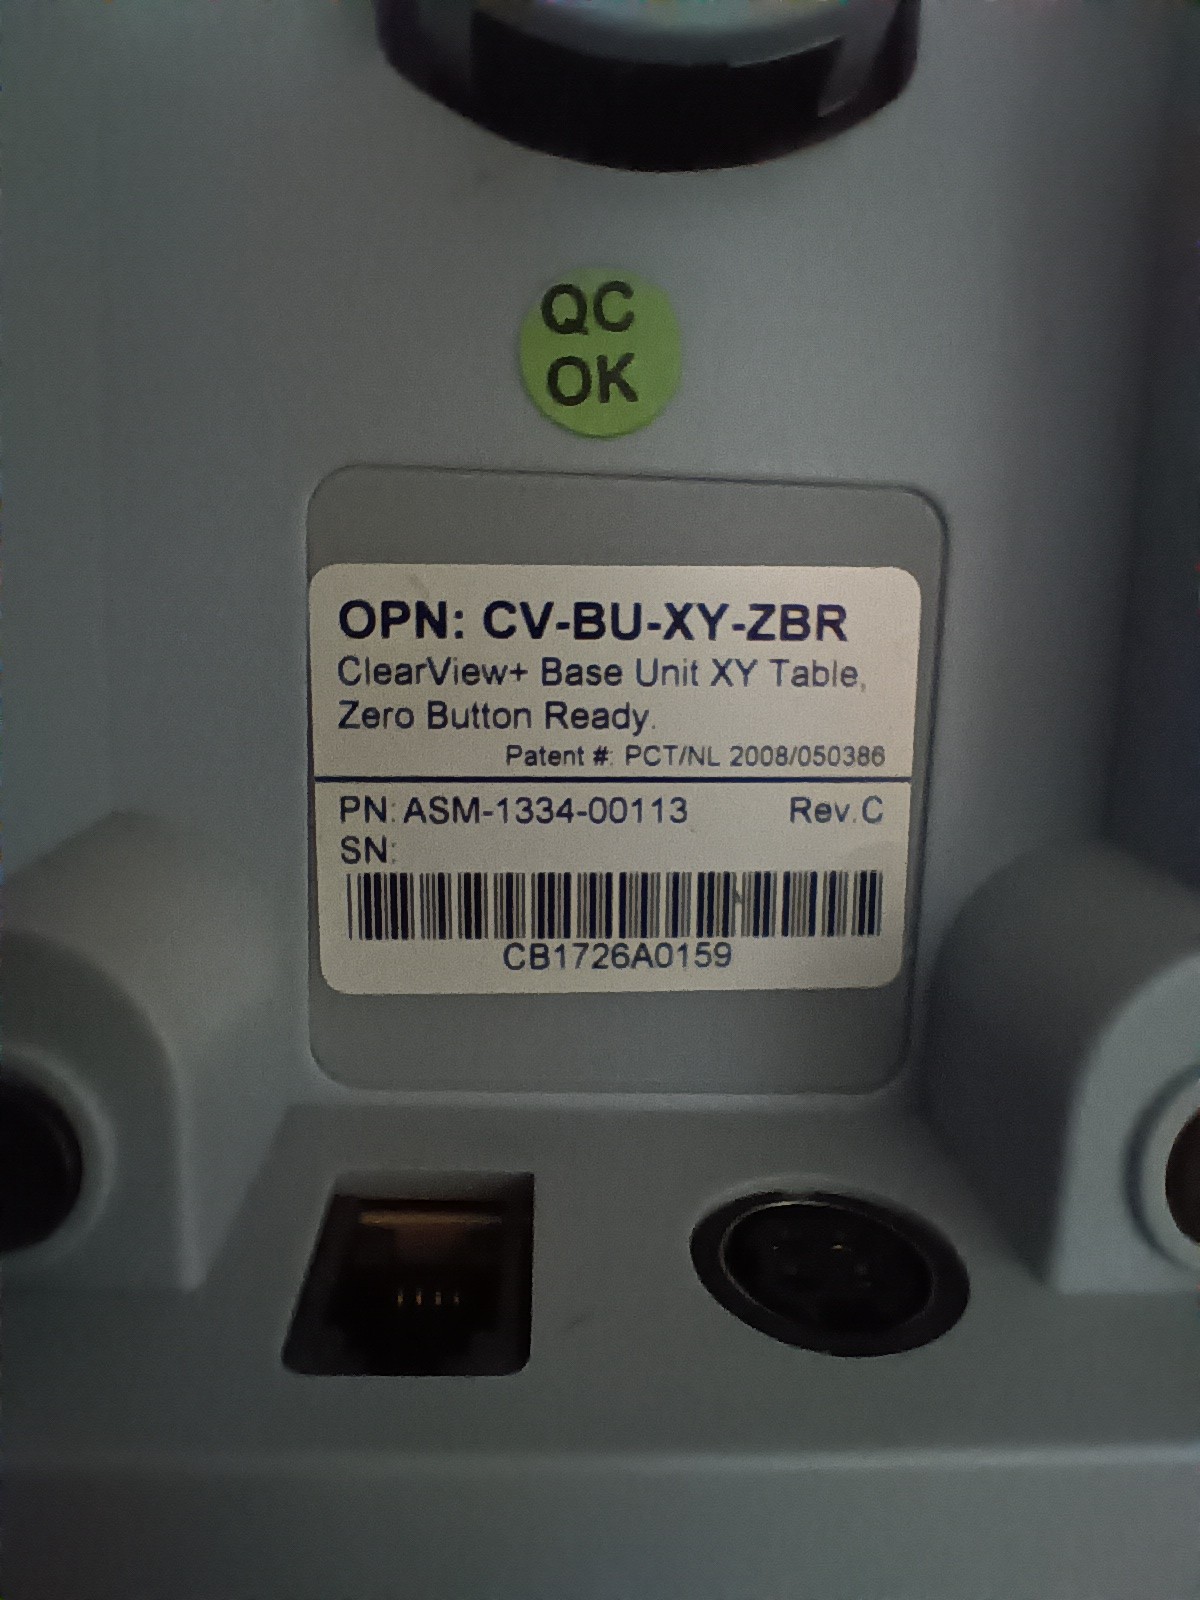 QC
OK
OPN: CV-BU-XY-ZBR
ClearView+ Base Unit XY Table,
Zero Button Ready.
Patent #: PCT/NL 2008/050386
PN: ASM-1334-00113 Rev.C
SN:
CB1726A0159